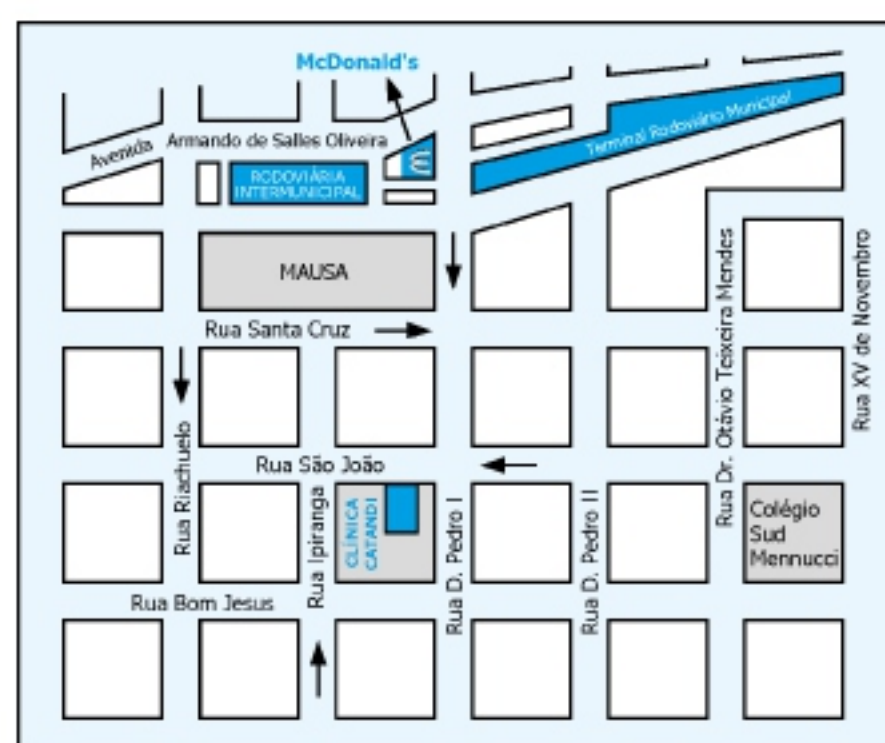 McDonald's
Avenida Armando de Salles Oliveira
Terminal Rodoviário Municipal
RODOVIÁRIA
INTERMUNICIPAL
MAUSA
Rua Santa Cruz
Rua Riachuelo
Rua São João
Rua Ipiranga
CLÍNICA
CATANDI
Rua D. Pedro I
Rua D. Pedro II
Rua Dr. Otávio Teixeira Mendes
Rua XV de Novembro
Colégio
Sud
Mennucci
Rua Bom Jesus